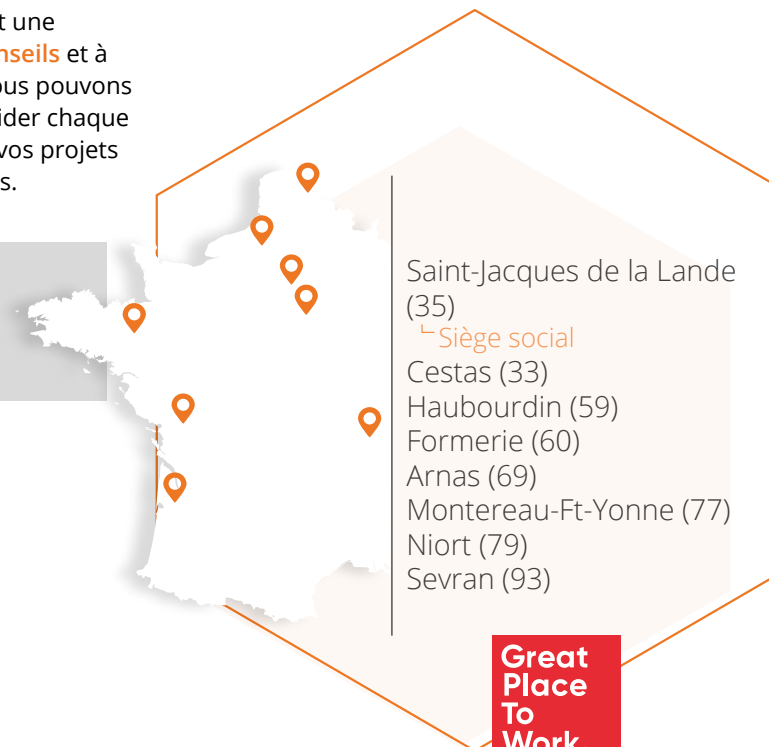 t une
nseils et à
ous pouvons
ider chaque
vos projets
s.
Saint-Jacques de la Lande
(35)
Siège social
Cestas (33)
Haubourdin (59)
Formerie (60)
Arnas (69)
Montereau-Ft-Yonne (77)
Niort (79)
Sevran (93)
Great
Place
To
Work